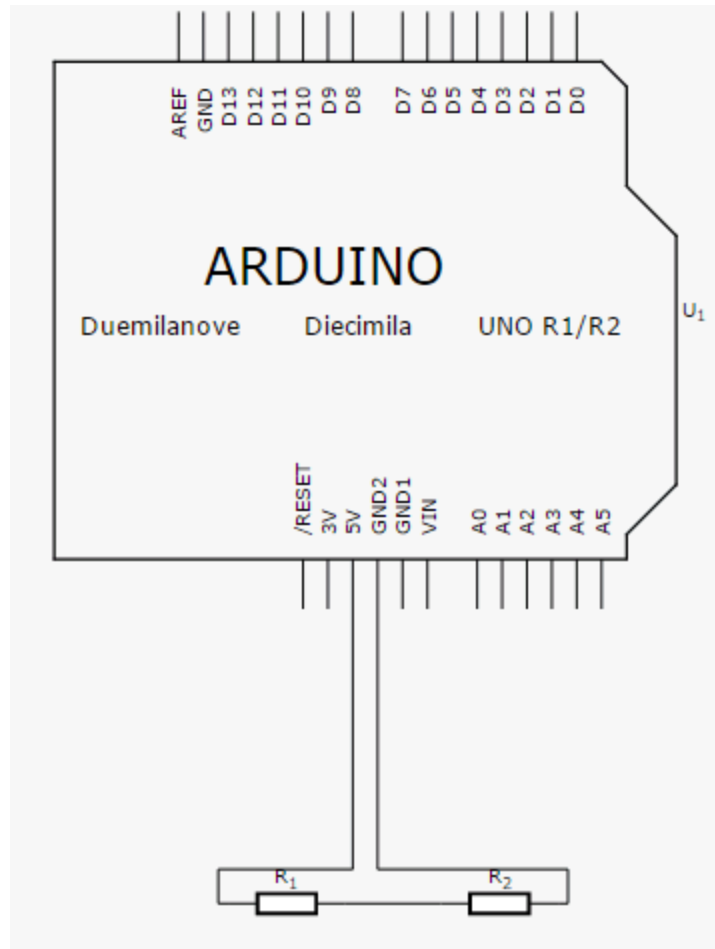 AREF GND D13 D12 D11 D10 D9 D8 D7 D6 D5 D4 D3 D2 D1 D0
ARDUINO
Duemilanove Diecimila UNO R1/R2
U1
/RESET 3V 5V GND2 GND1 VIN A0 A1 A2 A3 A4 A5
R1 R2